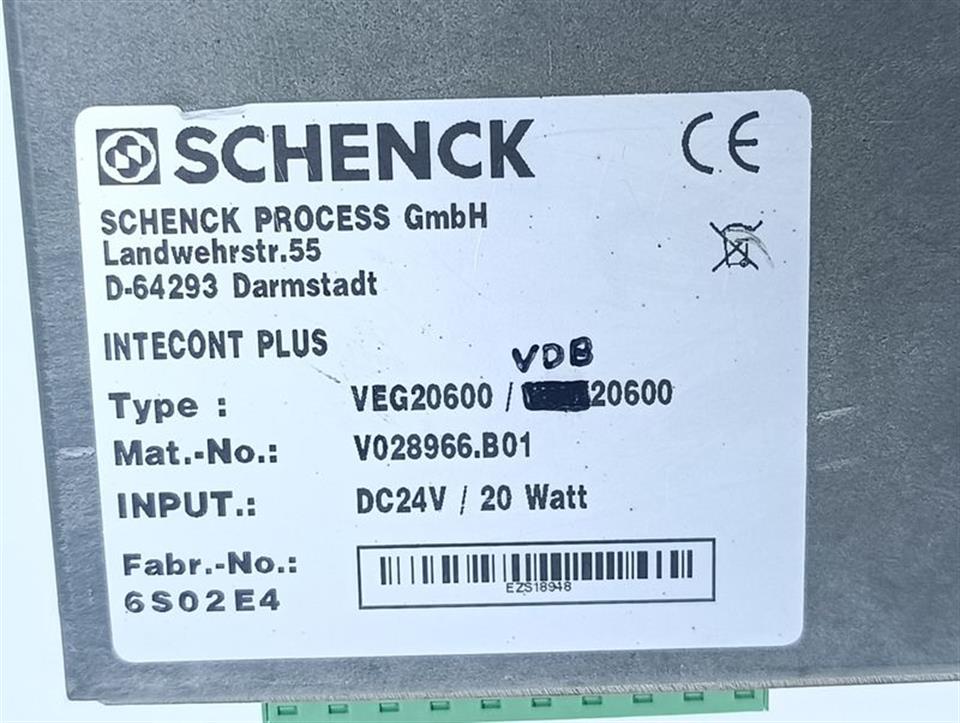 SCHENCK
CE
SCHENCK PROCESS GmbH
Landwehrstr.55
D-64293 Darmstadt
INTECONT PLUS
VDB
Type : VEG20600 / 20600
Mat.-No.: V028966.B01
INPUT.: DC24V / 20 Watt
Fabr.-No.:
6S02E4
EZS18948